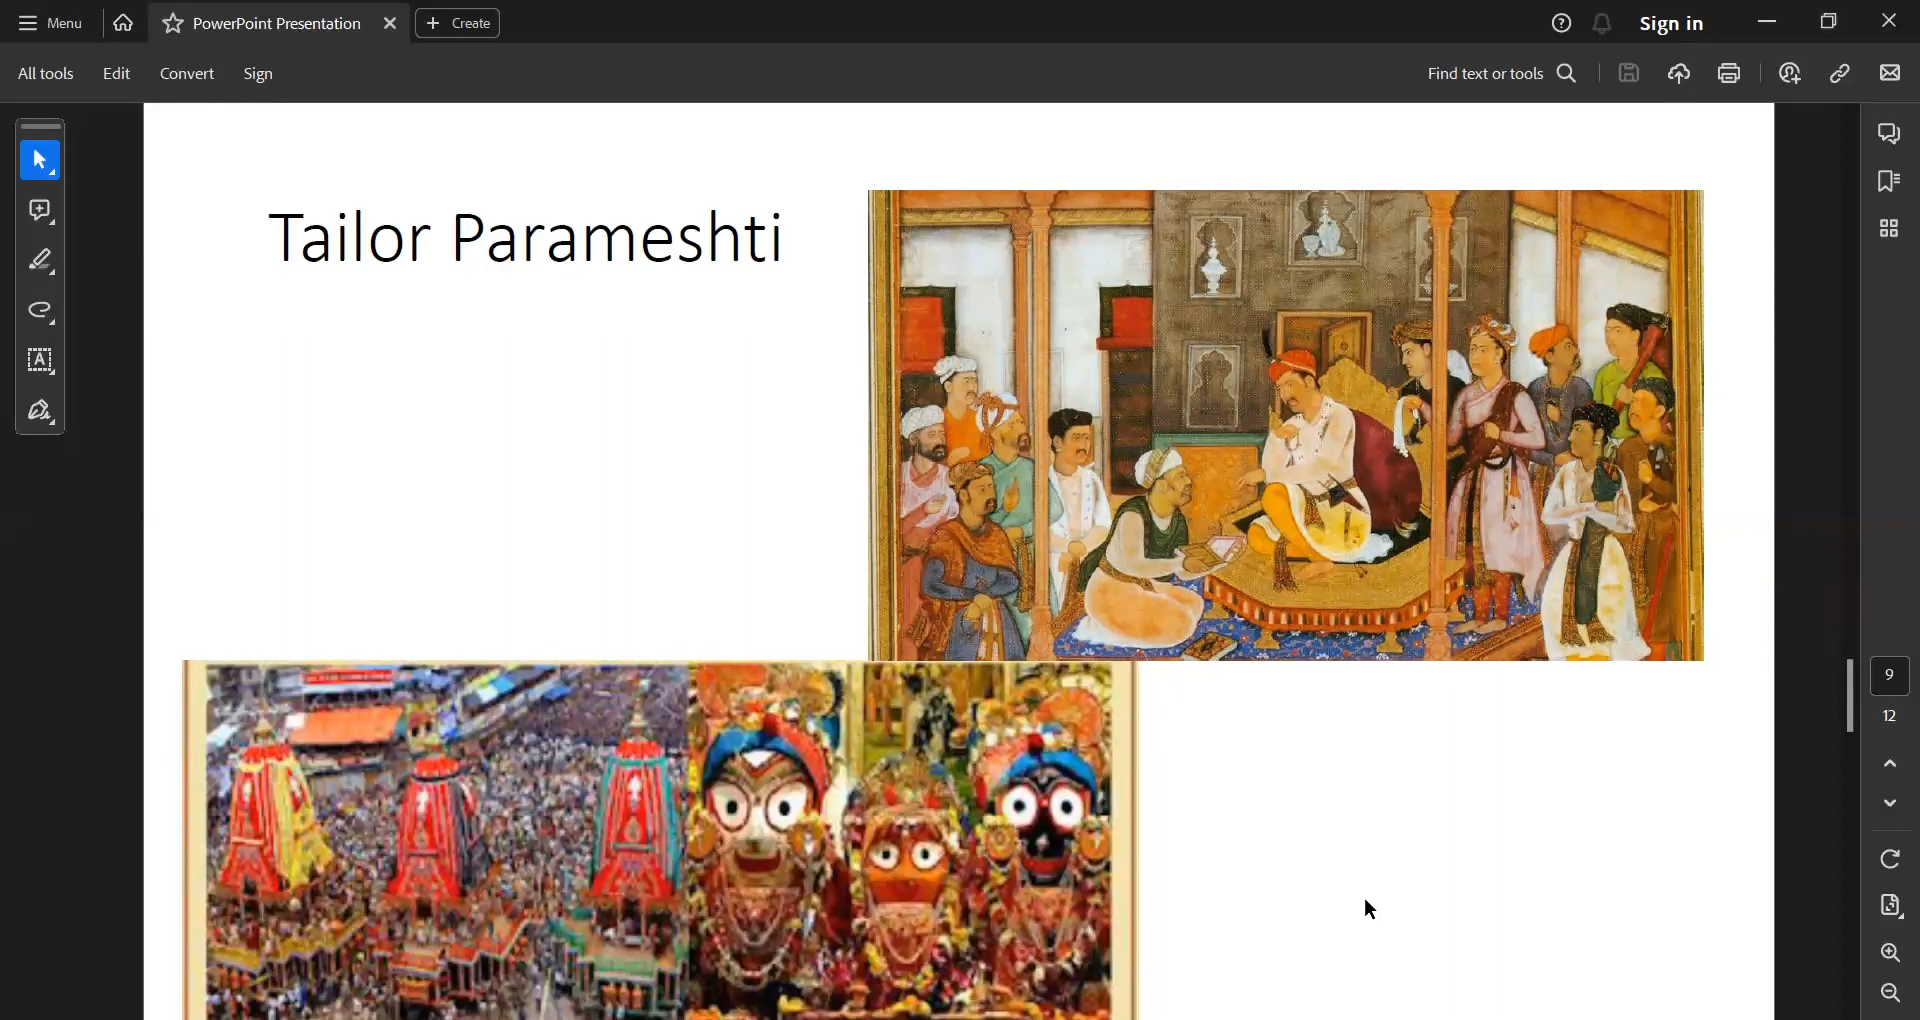 Menu
PowerPoint Presentation
Create
Sign in
All tools
Edit
Convert
Sign
Find text or tools
Tailor Parameshti
9
12